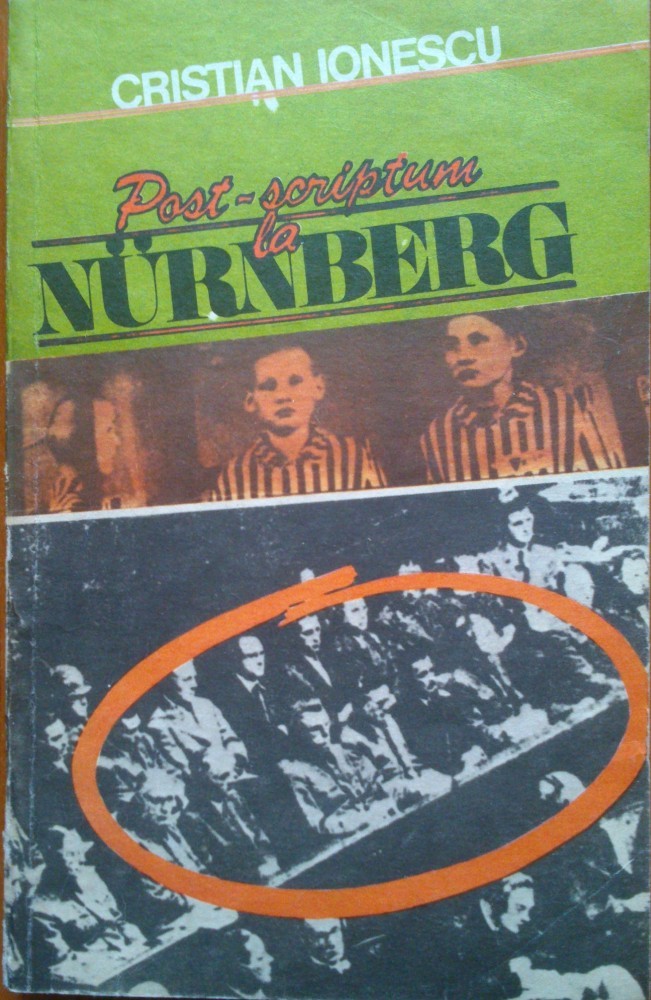 CRISTIAN IONESCU
Post-scriptum
la
NÜRNBERG